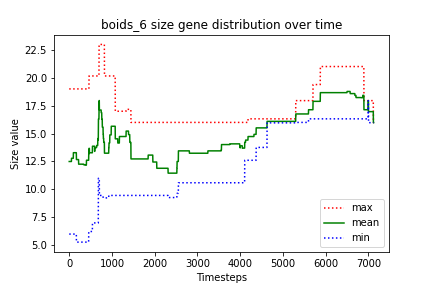 boids_6 size gene distribution over time
22.5
20.0
17.5
15.0
12.5
10.0
7.5
5.0
Size value
max
mean
min
0 1000 2000 3000 4000 5000 6000 7000
Timesteps